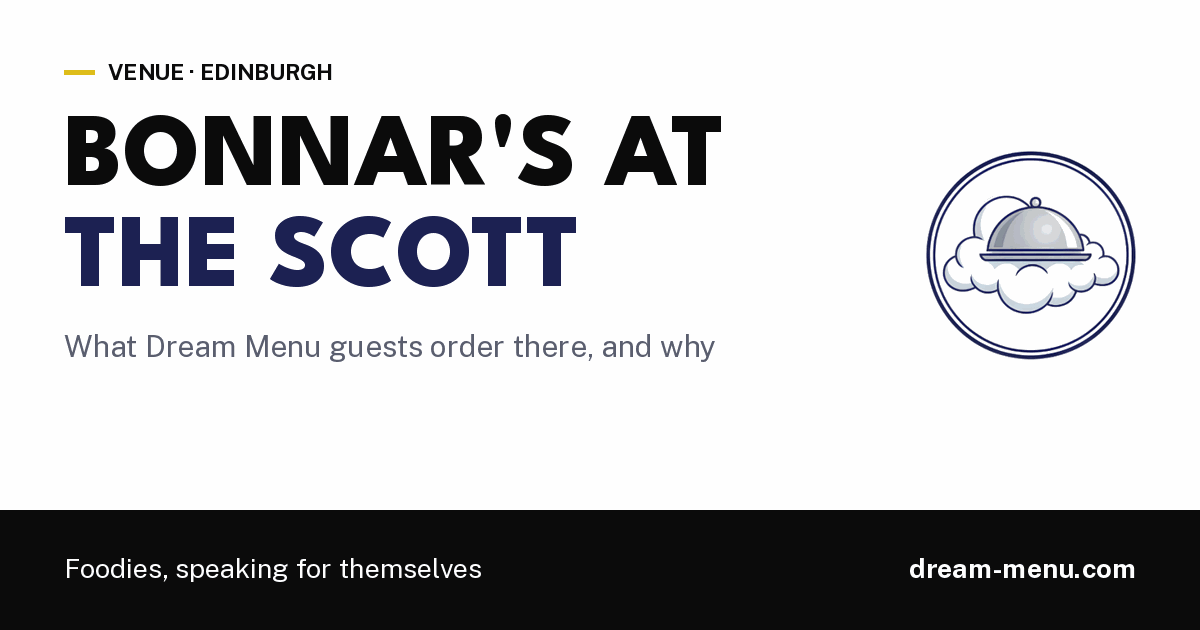 VENUE · EDINBURGH
BONNAR'S AT
THE SCOTT
What Dream Menu guests order there, and why
Foodies, speaking for themselves
dream-menu.com